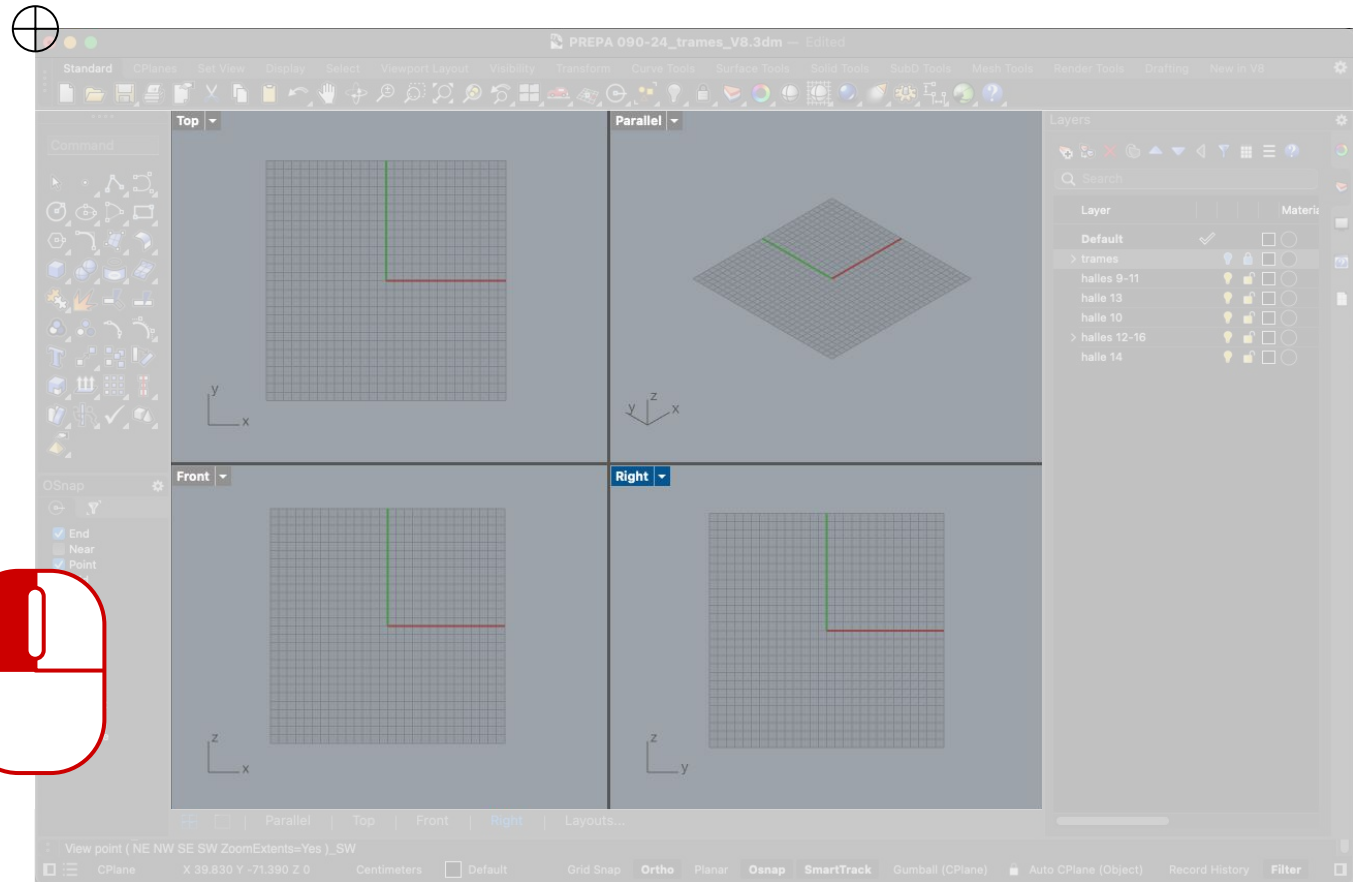 PREPA 090-24_trames_V8.3dm — Edited
Standard CPlanes Set View Display Select Viewport Layout Visibility Transform Curve Tools Surface Tools Solid Tools SubD Tools Mesh Tools Render Tools Drafting New in V8
Command
Top
Parallel
Layers
Search
Layer Materia
Default
> trames
halles 9-11
halle 13
halle 10
> halles 12-16
halle 14
y
x
y z x
OSnap
Front
Right
End
Near
Point
z
x
z
y
Parallel | Top | Front | Right | Layouts...
View point ( NE NW SE SW ZoomExtents=Yes )_SW
CPlane X 39.830 Y -71.390 Z 0 Centimeters Default Grid Snap Ortho Planar Osnap SmartTrack Gumball (CPlane) Auto CPlane (Object) Record History Filter